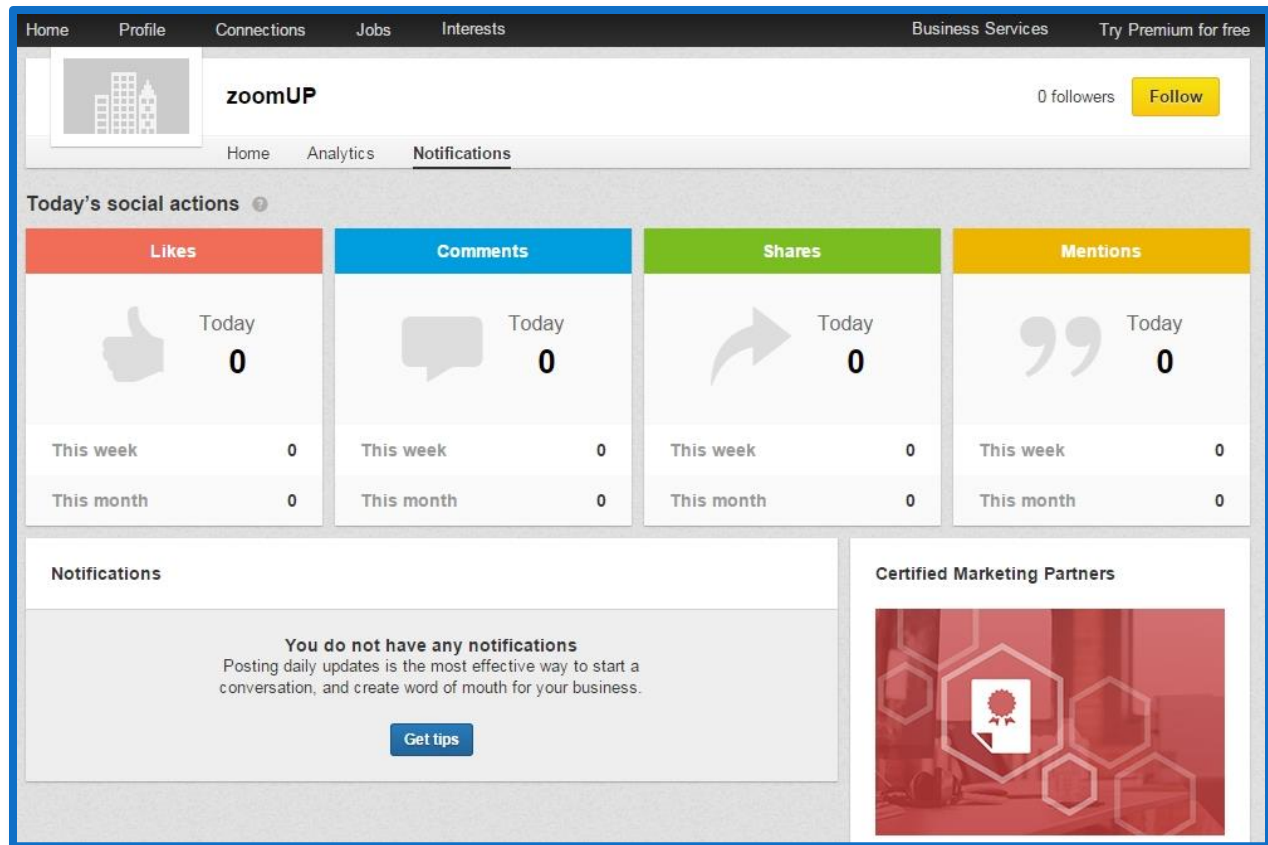 Home Profile Connections Jobs Interests Business Services Try Premium for free
zoomUP
0 followers Follow
Home Analytics Notifications
Today's social actions ?
Likes
Today
0
This week 0
This month 0
Comments
Today
0
This week 0
This month 0
Shares
Today
0
This week 0
This month 0
Mentions
Today
0
This week 0
This month 0
Notifications
You do not have any notifications
Posting daily updates is the most effective way to start a
conversation, and create word of mouth for your business.
Get tips
Certified Marketing Partners